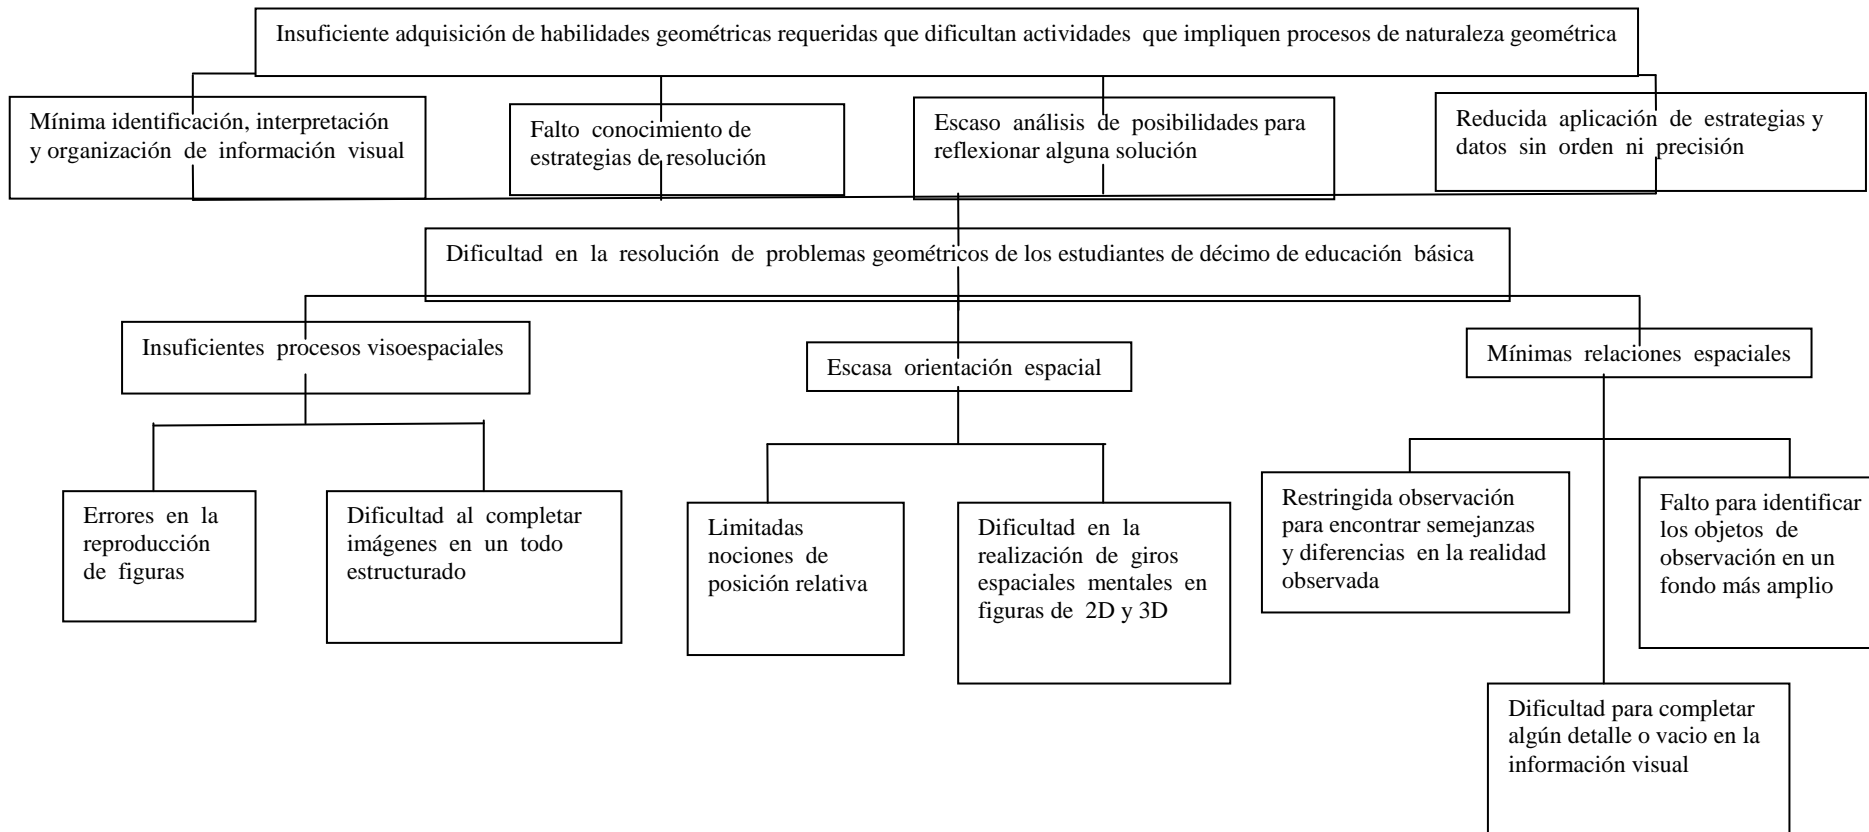 Insuficiente adquisición de habilidades geométricas requeridas que dificultan actividades que impliquen procesos de naturaleza geométrica
Mínima identificación, interpretación
y organización de información visual
Falto conocimiento de
estrategias de resolución
Escaso análisis de posibilidades para
reflexionar alguna solución
Reducida aplicación de estrategias y
datos sin orden ni precisión
Dificultad en la resolución de problemas geométricos de los estudiantes de décimo de educación básica
Insuficientes procesos visoespaciales
Escasa orientación espacial
Mínimas relaciones espaciales
Errores en la
reproducción
de figuras
Dificultad al completar
imágenes en un todo
estructurado
Limitadas
nociones de
posición relativa
Dificultad en la
realización de giros
espaciales mentales en
figuras de 2D y 3D
Restringida observación
para encontrar semejanzas
y diferencias en la realidad
observada
Falto para identificar
los objetos de
observación en un
fondo más amplio
Dificultad para completar
algún detalle o vacio en la
información visual